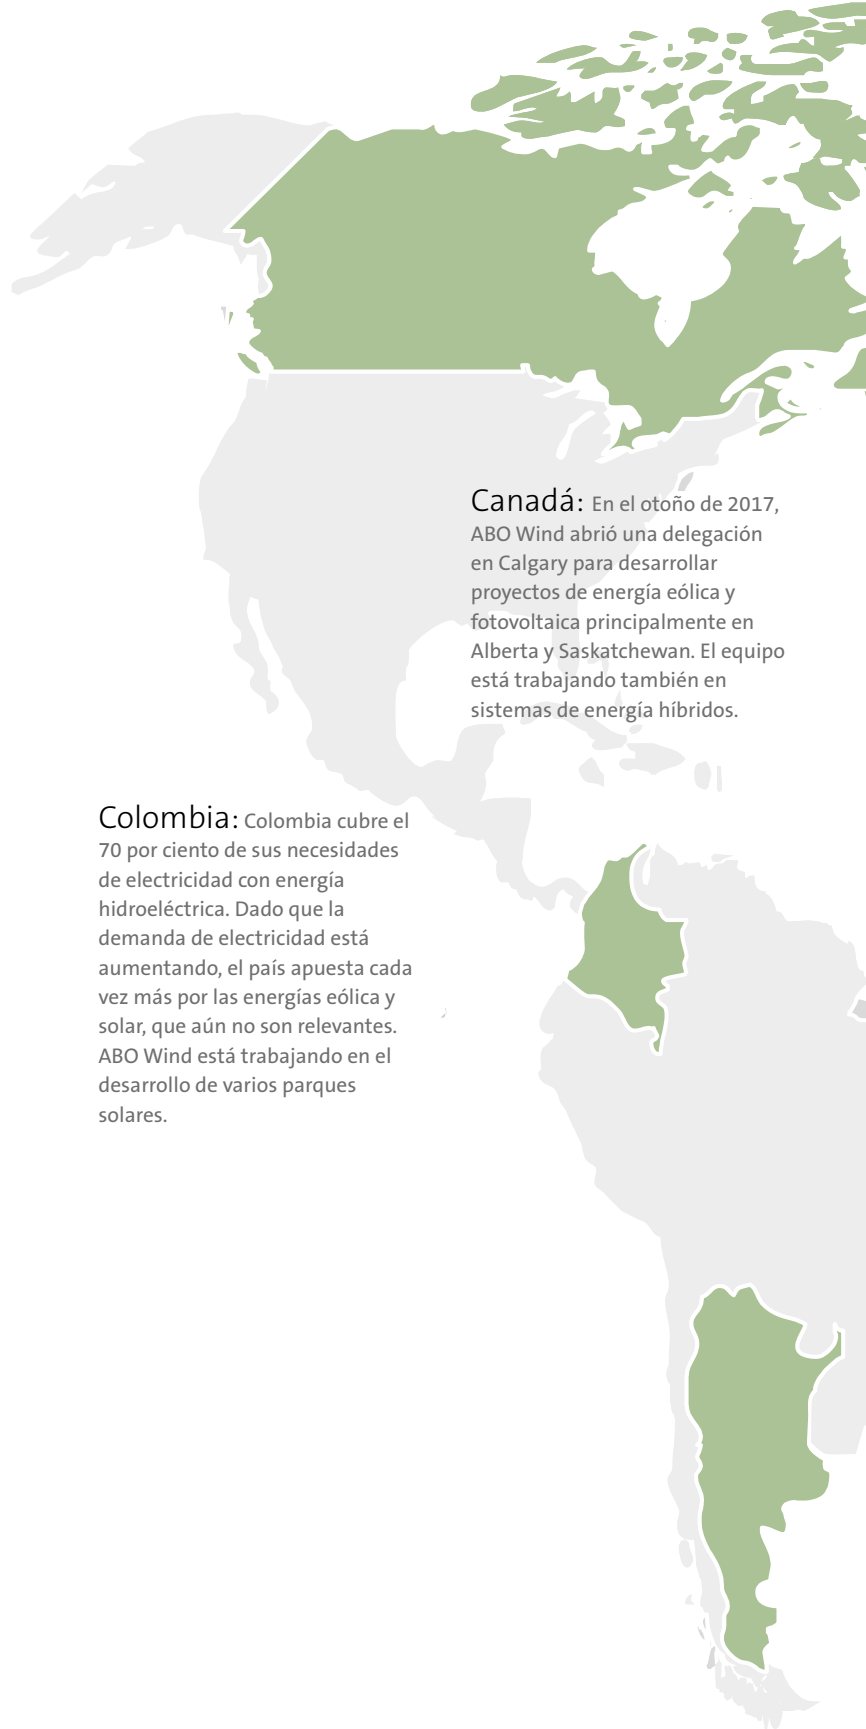 Canadá: En el otoño de 2017,
ABO Wind abrió una delegación
en Calgary para desarrollar
proyectos de energía eólica y
fotovoltaica principalmente en
Alberta y Saskatchewan. El equipo
está trabajando también en
sistemas de energía híbridos.
Colombia: Colombia cubre el
70 por ciento de sus necesidades
de electricidad con energía
hidroeléctrica. Dado que la
demanda de electricidad está
aumentando, el país apuesta cada
vez más por las energías eólica y
solar, que aún no son relevantes.
ABO Wind está trabajando en el
desarrollo de varios parques
solares.